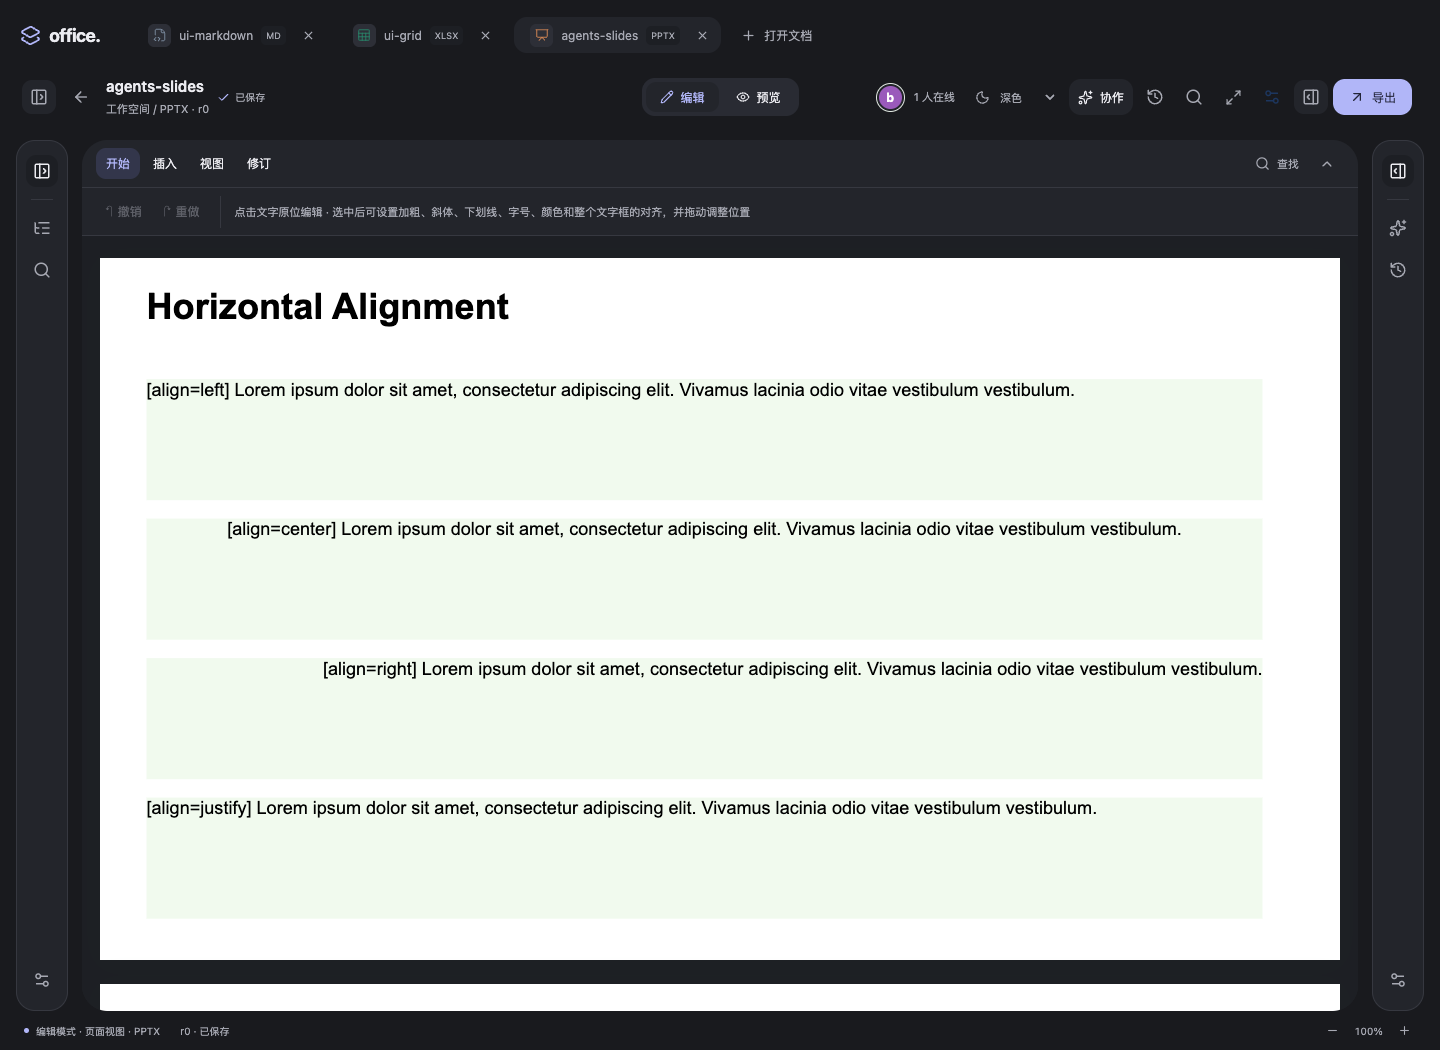 office.
ui-markdown MD
ui-grid XLSX
agents-slides PPTX
打开文档
agents-slides
已保存
工作空间 / PPTX · r0
编辑
预览
b
1 人在线
深色
协作
导出
开始 插入 视图 修订
查找
撤销 重做 点击文字原位编辑 · 选中后可设置加粗、斜体、下划线、字号、颜色和整个文字框的对齐，并拖动调整位置
Horizontal Alignment
[align=left] Lorem ipsum dolor sit amet, consectetur adipiscing elit. Vivamus lacinia odio vitae vestibulum vestibulum.
[align=center] Lorem ipsum dolor sit amet, consectetur adipiscing elit. Vivamus lacinia odio vitae vestibulum vestibulum.
[align=right] Lorem ipsum dolor sit amet, consectetur adipiscing elit. Vivamus lacinia odio vitae vestibulum vestibulum.
[align=justify] Lorem ipsum dolor sit amet, consectetur adipiscing elit. Vivamus lacinia odio vitae vestibulum vestibulum.
编辑模式 · 页面视图 · PPTX r0 · 已保存
100%